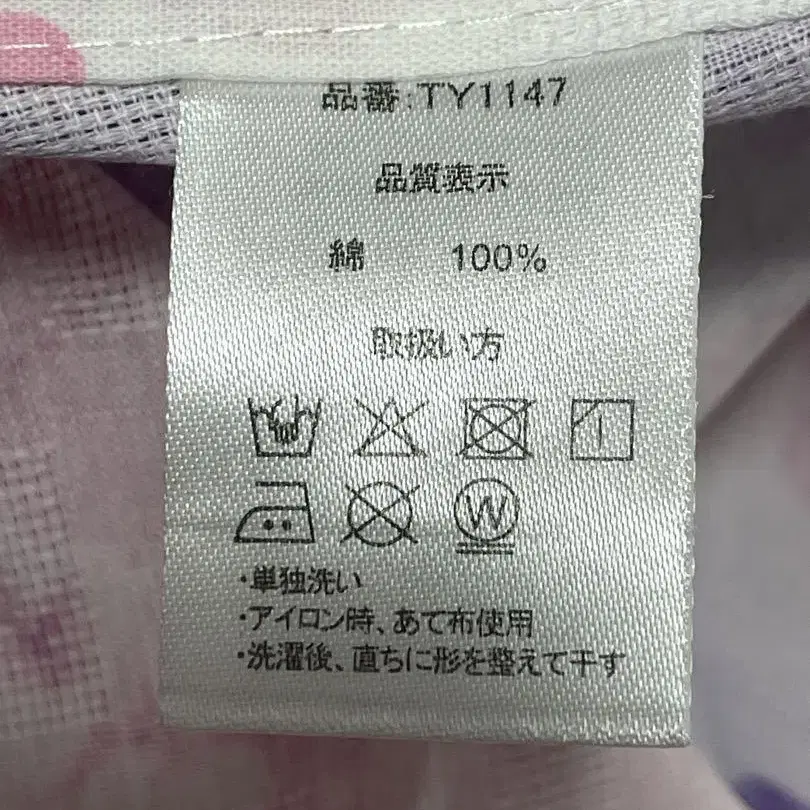 品番:TY1147
品質表示
綿 100%
取扱い方
W
・単独洗い
・アイロン時、あて布使用
・洗濯後、直ちに形を整えて干す